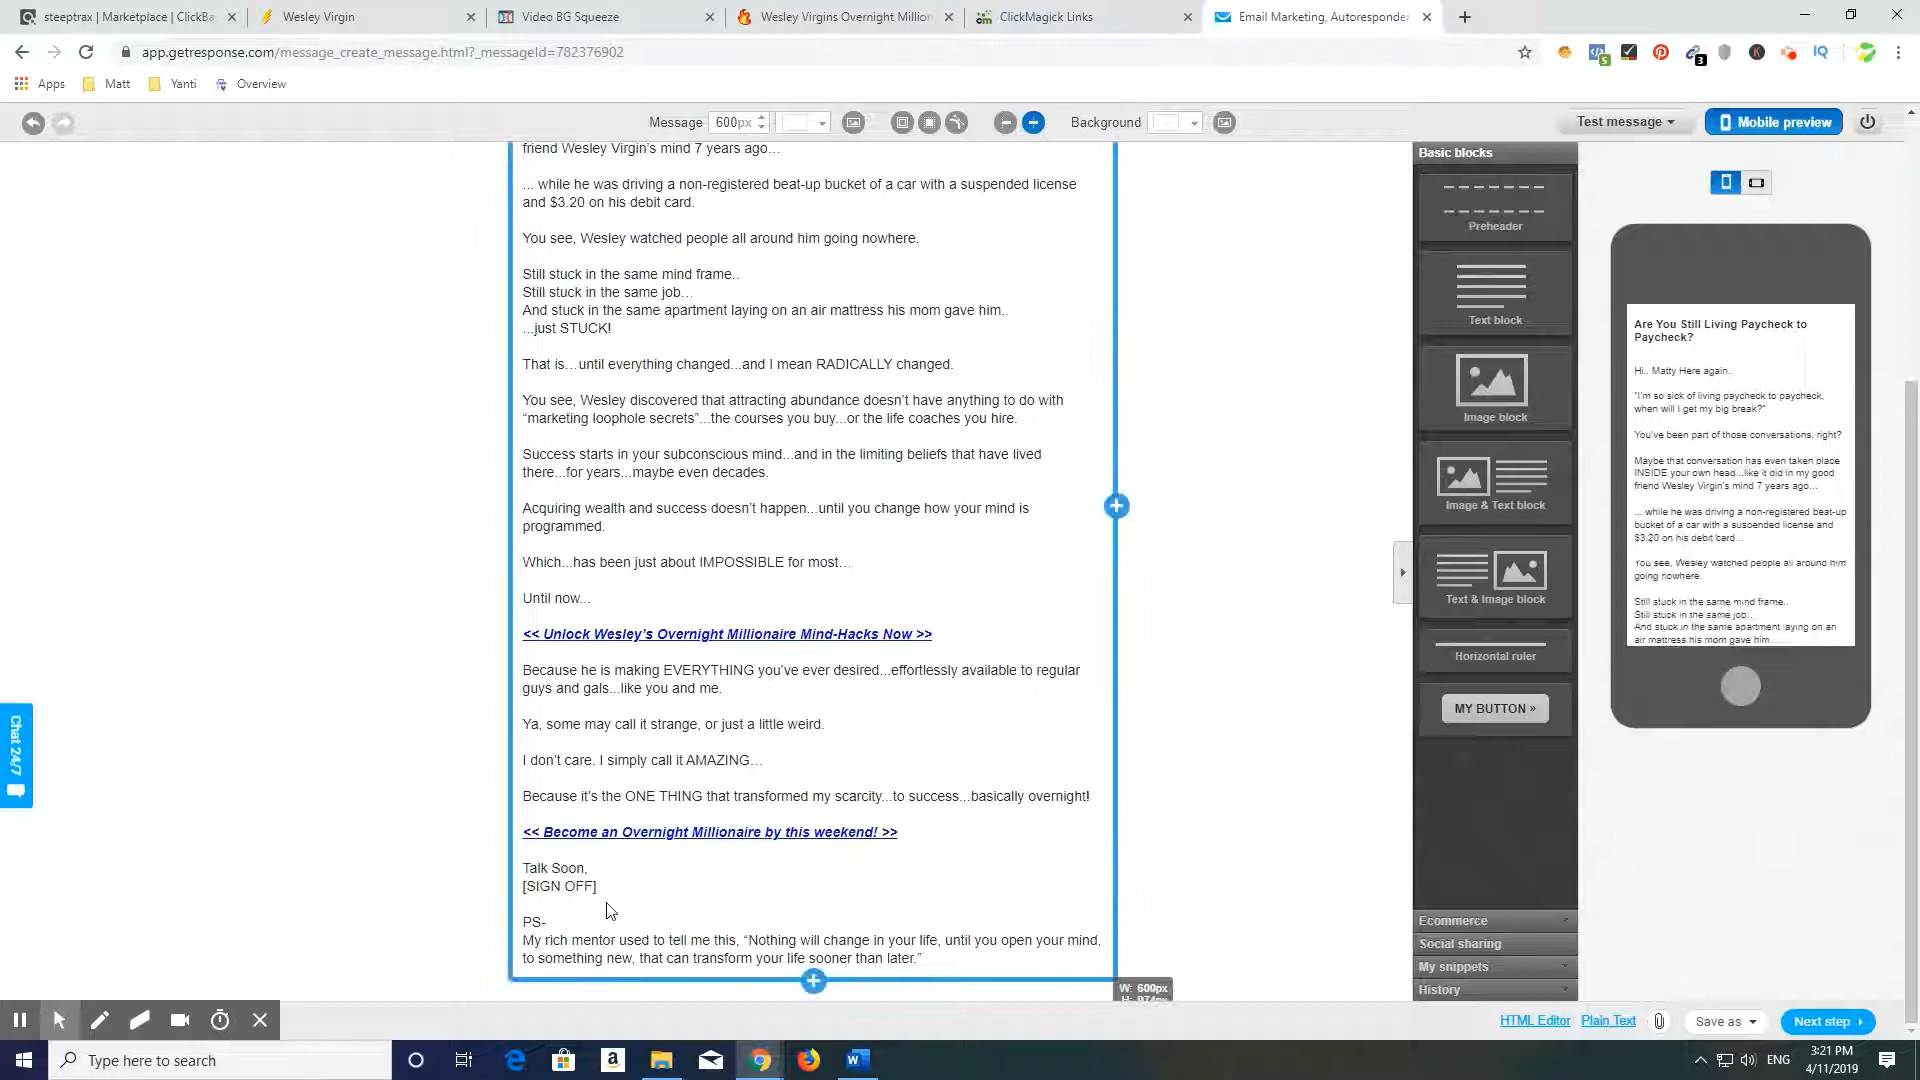 steeptrax | Marketplace | ClickBa
Wesley Virgin
Video BG Squeeze
Wesley Virgins Overnight Million
ClickMagick Links
Email Marketing, Autoresponder
app.getresponse.com/message_create_message.html?_messageId=782376902
Apps
Matt
Yanti
Overview
Message
600px
Background
Test message
Mobile preview
friend Wesley Virgin's mind 7 years ago…
... while he was driving a non-registered beat-up bucket of a car with a suspended license
and $3.20 on his debit card.
You see, Wesley watched people all around him going nowhere.
Still stuck in the same mind frame..
Still stuck in the same job…
And stuck in the same apartment laying on an air mattress his mom gave him..
...just STUCK!
That is…until everything changed...and I mean RADICALLY changed.
You see, Wesley discovered that attracting abundance doesn't have anything to do with
“marketing loophole secrets”...the courses you buy...or the life coaches you hire.
Success starts in your subconscious mind...and in the limiting beliefs that have lived
there...for years...maybe even decades.
Acquiring wealth and success doesn't happen...until you change how your mind is
programmed.
Which...has been just about IMPOSSIBLE for most…
Until now...
<< Unlock Wesley's Overnight Millionaire Mind-Hacks Now >>
Because he is making EVERYTHING you've ever desired...effortlessly available to regular
guys and gals...like you and me.
Ya, some may call it strange, or just a little weird.
I don't care. I simply call it AMAZING…
Because it's the ONE THING that transformed my scarcity...to success...basically overnight!
<< Become an Overnight Millionaire by this weekend! >>
Talk Soon,
[SIGN OFF]
PS-
My rich mentor used to tell me this, “Nothing will change in your life, until you open your mind,
to something new, that can transform your life sooner than later.”
W: 600px
Basic blocks
Preheader
Text block
Image block
Image & Text block
Text & Image block
Horizontal ruler
MY BUTTON »
Ecommerce
Social sharing
My snippets
History
Are You Still Living Paycheck to
Paycheck?
Hi.. Matty Here again..
“I'm so sick of living paycheck to paycheck,
when will I get my big break?”
You've been part of those conversations, right?
Maybe that conversation has even taken place
INSIDE your own head...like it did in my good
friend Wesley Virgin's mind 7 years ago…
... while he was driving a non-registered beat-up
bucket of a car with a suspended license and
$3.20 on his debit card...
You see, Wesley watched people all around him
going nowhere.
Still stuck in the same mind frame..
Still stuck in the same job..
And stuck in the same apartment laying on an
air mattress his mom gave him
Chat 24/7
HTML Editor
Plain Text
Save as
Next step
Type here to search
ENG
3:21 PM
4/11/2019